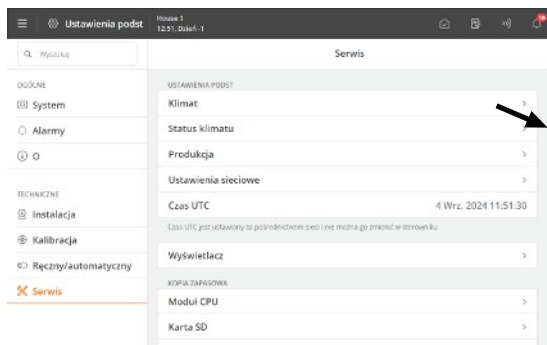 Ustawienia podst
House 1
12:51, Dzień -1
Wyszukaj
Serwis
OGÓLNE
System
Alarmy
O
TECHNICZNE
Instalacja
Kalibracja
Ręczny/automatyczny
Serwis
USTAWIENIA PODST
Klimat
Status klimatu
Produkcja
Ustawienia sieciowe
Czas UTC 4 Wrz. 2024 11:51:30
Czas UTC jest ustawiany za pośrednictwem sieci i nie można go zmienić w sterowniku
Wyświetlacz
KOPIA ZAPASOWA
Moduł CPU
Karta SD